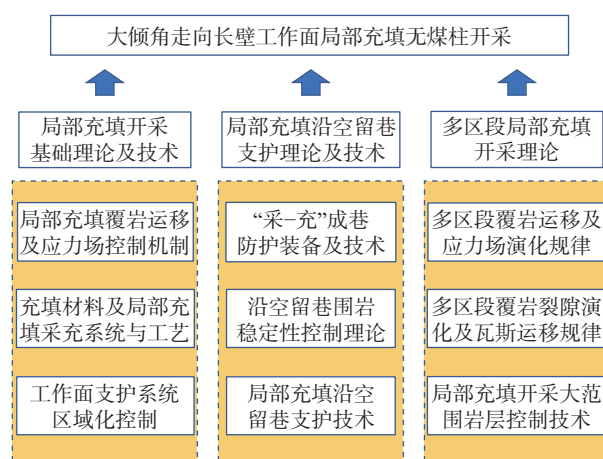 大倾角走向长壁工作面局部充填无煤柱开采
局部充填开采
基础理论及技术
局部充填沿空留巷
支护理论及技术
多区段局部充填
开采理论
局部充填覆岩运移
及应力场控制机制
充填材料及局部充
填采充系统与工艺
工作面支护系统
区域化控制
“采−充”成巷
防护装备及技术
沿空留巷围岩
稳定性控制理论
局部充填沿空
留巷支护技术
多区段覆岩运移及
应力场演化规律
多区段覆岩裂隙演
化及瓦斯运移规律
局部充填开采大范
围岩层控制技术